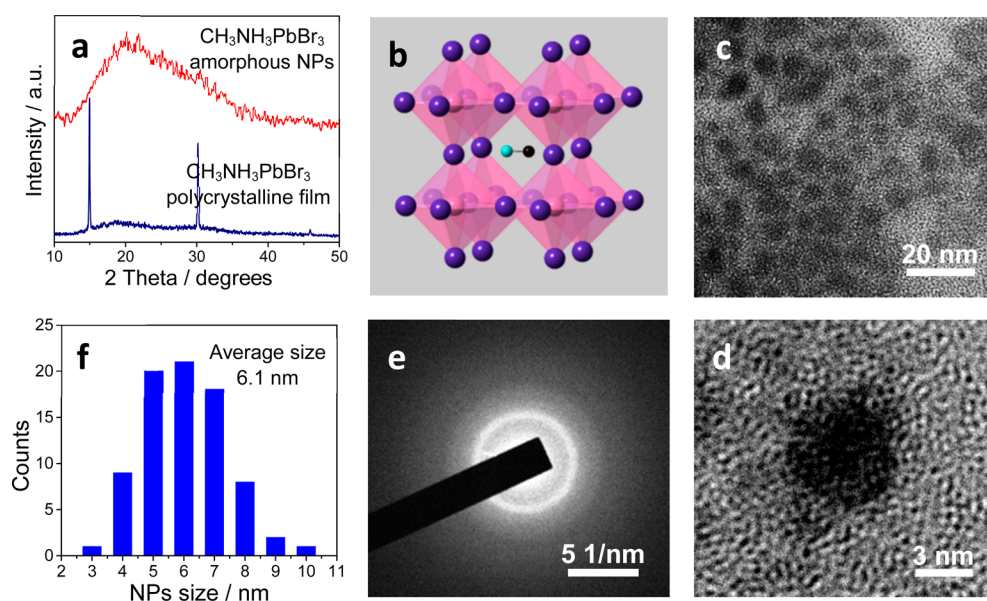 a
CH₃NH₃PbBr₃
amorphous NPs
CH₃NH₃PbBr₃
polycrystalline film
Intensity / a.u.
10 20 30 40 50
2 Theta / degrees
b
c
20 nm
f
Average size
6.1 nm
25
20
15
10
5
0
Counts
2 3 4 5 6 7 8 9 10 11
NPs size / nm
e
5 1/nm
d
3 nm